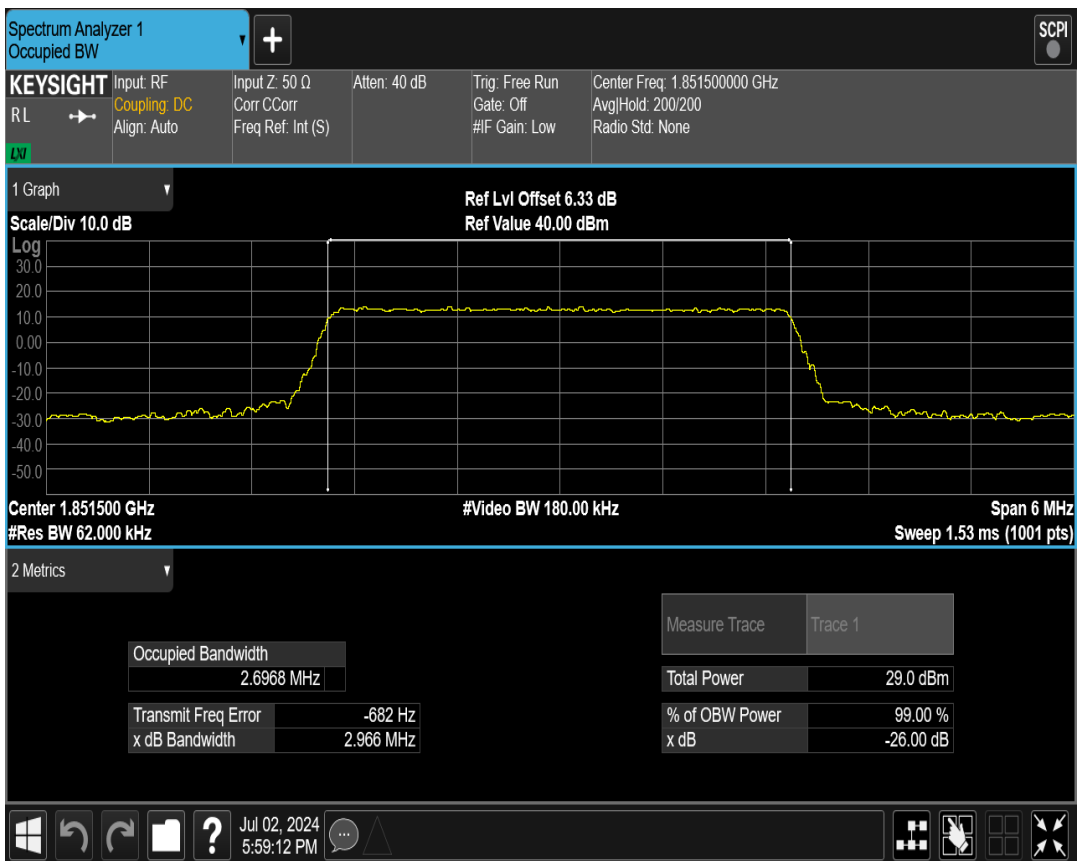 Spectrum Analyzer 1
Occupied BW
+
SCPI
KEYSIGHT
R L
LXI
Input: RF
Coupling: DC
Align: Auto
Input Z: 50 Ω
Corr CCorr
Freq Ref: Int (S)
Atten: 40 dB
Trig: Free Run
Gate: Off
#IF Gain: Low
Center Freq: 1.851500000 GHz
Avg|Hold: 200/200
Radio Std: None
1 Graph
Scale/Div 10.0 dB
Ref Lvl Offset 6.33 dB
Ref Value 40.00 dBm
Log
30.0
20.0
10.0
0.00
-10.0
-20.0
-30.0
-40.0
-50.0
Center 1.851500 GHz
#Res BW 62.000 kHz
#Video BW 180.00 kHz
Span 6 MHz
Sweep 1.53 ms (1001 pts)
2 Metrics
Measure Trace Trace 1
Occupied Bandwidth
2.6968 MHz
Total Power 29.0 dBm
Transmit Freq Error -682 Hz
x dB Bandwidth 2.966 MHz
% of OBW Power 99.00 %
x dB -26.00 dB
?
Jul 02, 2024
5:59:12 PM
...